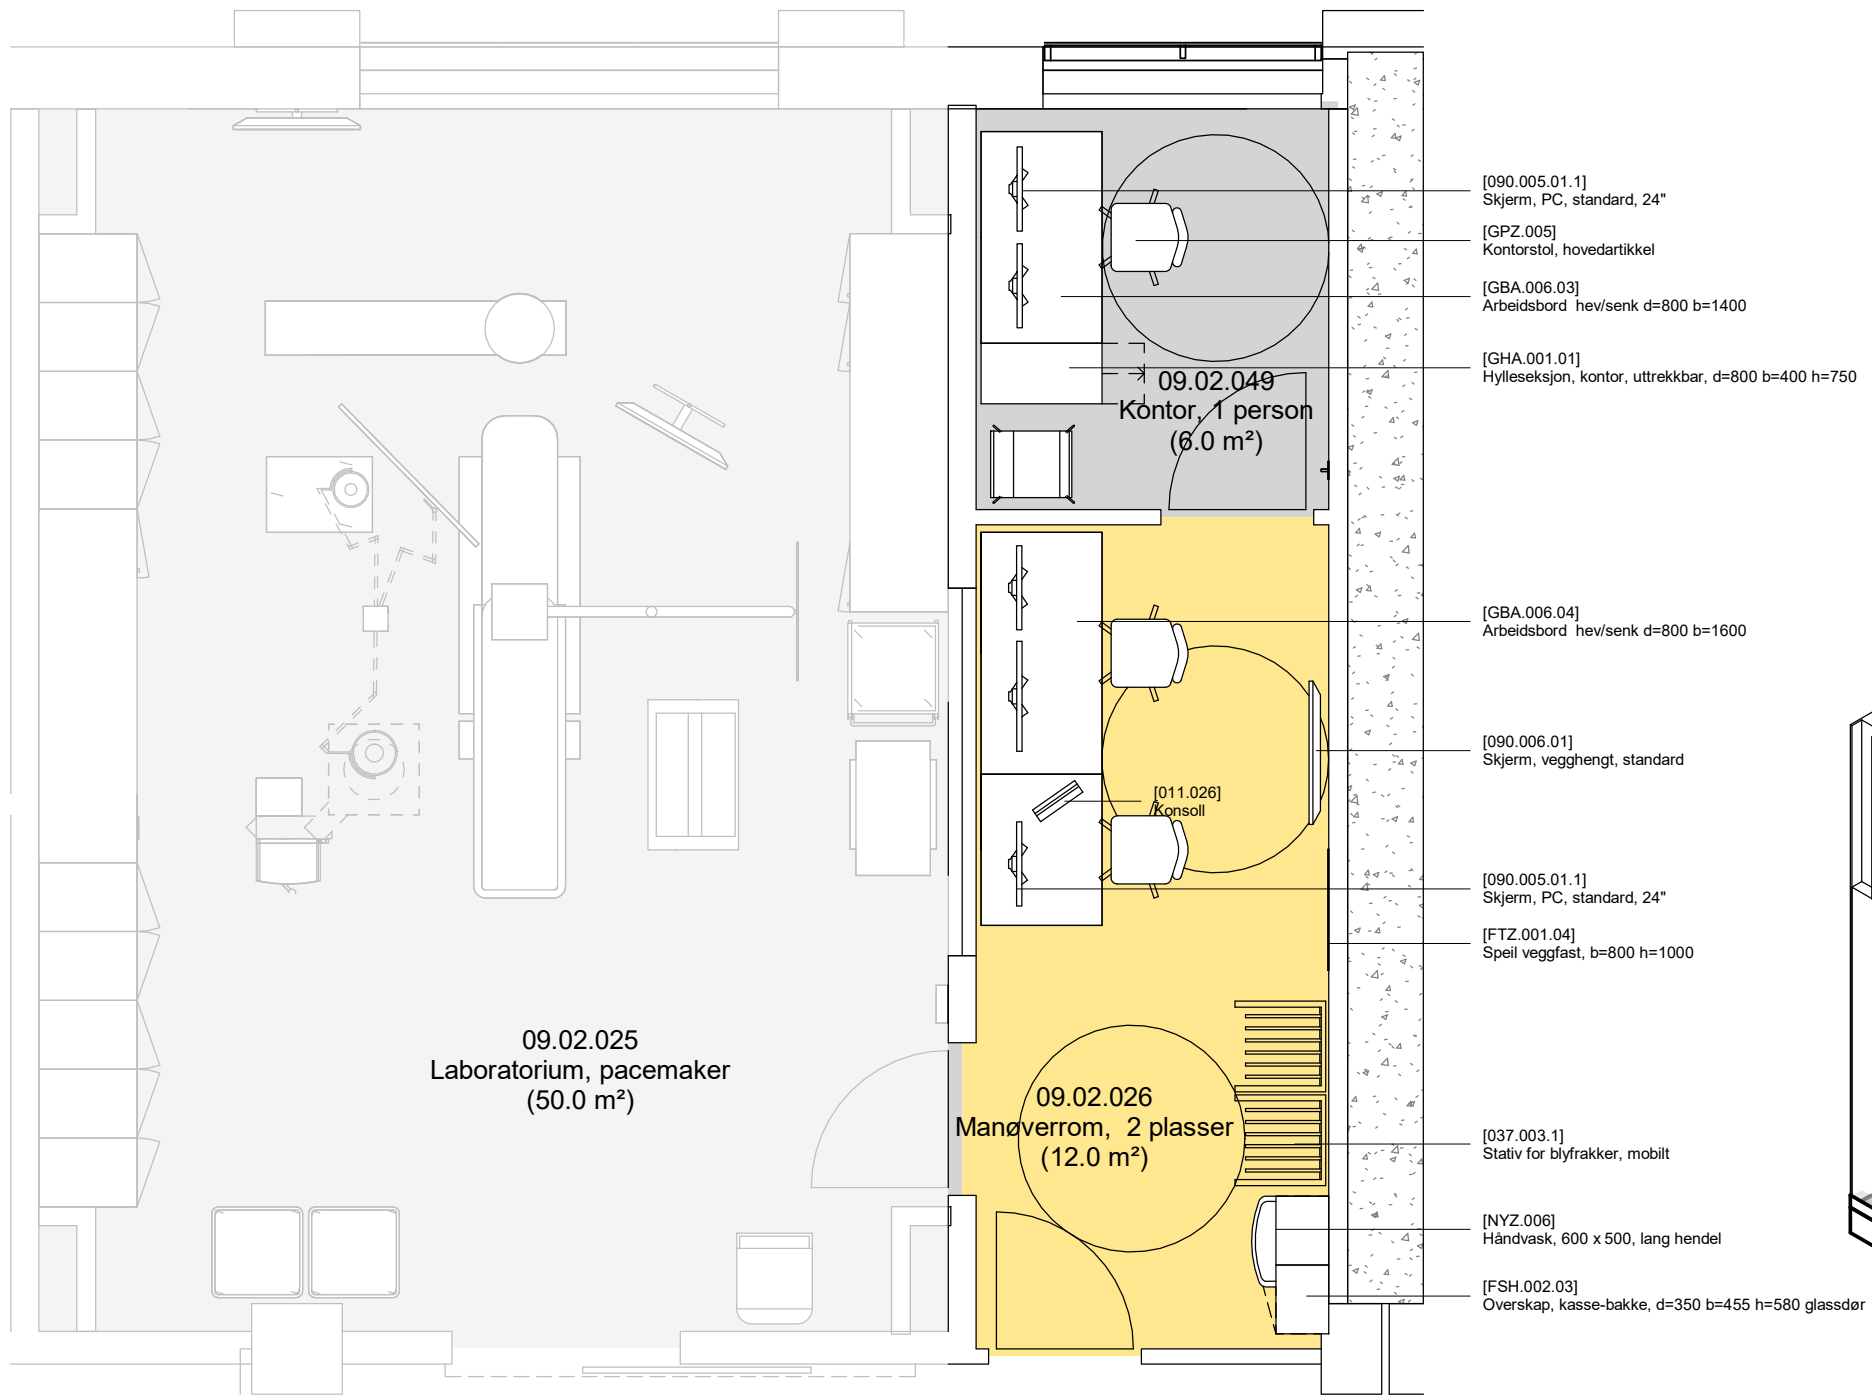 [090.005.01.1]
Skjerm, PC, standard, 24"
[GPZ.005]
Kontorstol, hovedartikkel
[GBA.006.03]
Arbeidsbord hev/senk d=800 b=1400
[GHA.001.01]
Hylleseksjon, kontor, uttrekkbar, d=800 b=400 h=750
09.02.049
Kontor, 1 person
(6.0 m²)
[GBA.006.04]
Arbeidsbord hev/senk d=800 b=1600
[090.006.01]
Skjerm, vegghengt, standard
[011.026]
Konsoll
[090.005.01.1]
Skjerm, PC, standard, 24"
[FTZ.001.04]
Speil veggfast, b=800 h=1000
09.02.025
Laboratorium, pacemaker
(50.0 m²)
09.02.026
Manøverrom, 2 plasser
(12.0 m²)
[037.003.1]
Stativ for blyfrakker, mobilt
[NYZ.006]
Håndvask, 600 x 500, lang hendel
[FSH.002.03]
Overskap, kasse-bakke, d=350 b=455 h=580 glassdør